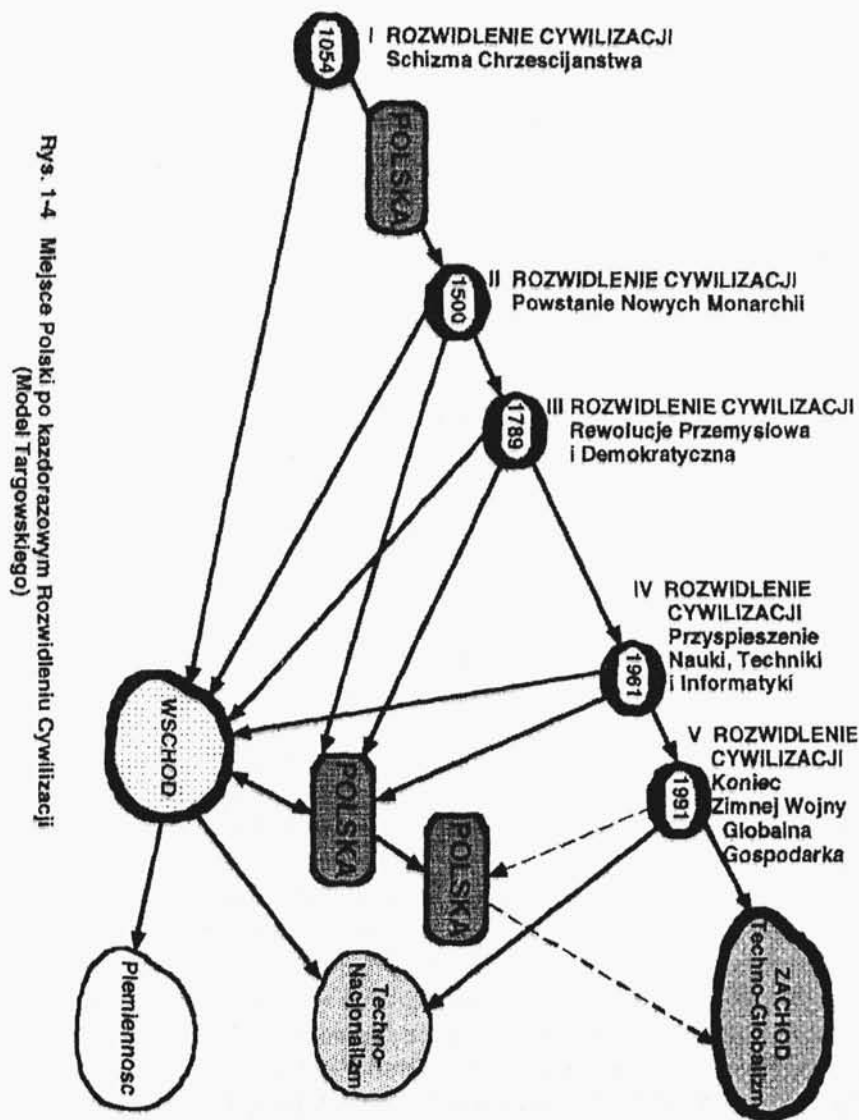 I ROZWIDLENIE CYWILIZACJI
Schizma Chrzescijanstwa
1054
POLSKA
II ROZWIDLENIE CYWILIZACJI
Powstanie Nowych Monarchii
1500
III ROZWIDLENIE CYWILIZACJI
Rewolucje Przemyslowa
i Demokratyczna
1789
IV ROZWIDLENIE
CYWILIZACJI
Przyspieszenie
Nauki, Techniki
i Informatyki
1961
V ROZWIDLENIE
CYWILIZACJI
Koniec
Zimnej Wojny
Globalna
Gospodarka
1991
WSCHOD
POLSKA
POLSKA
ZACHOD
Techno-Globalizm
Techno-
Nacjonalizm
Plemiennosc
Rys. 1-4 Miejsce Polski po kazdorazowym Rozwidleniu Cywilizacji
(Model Targowskiego)